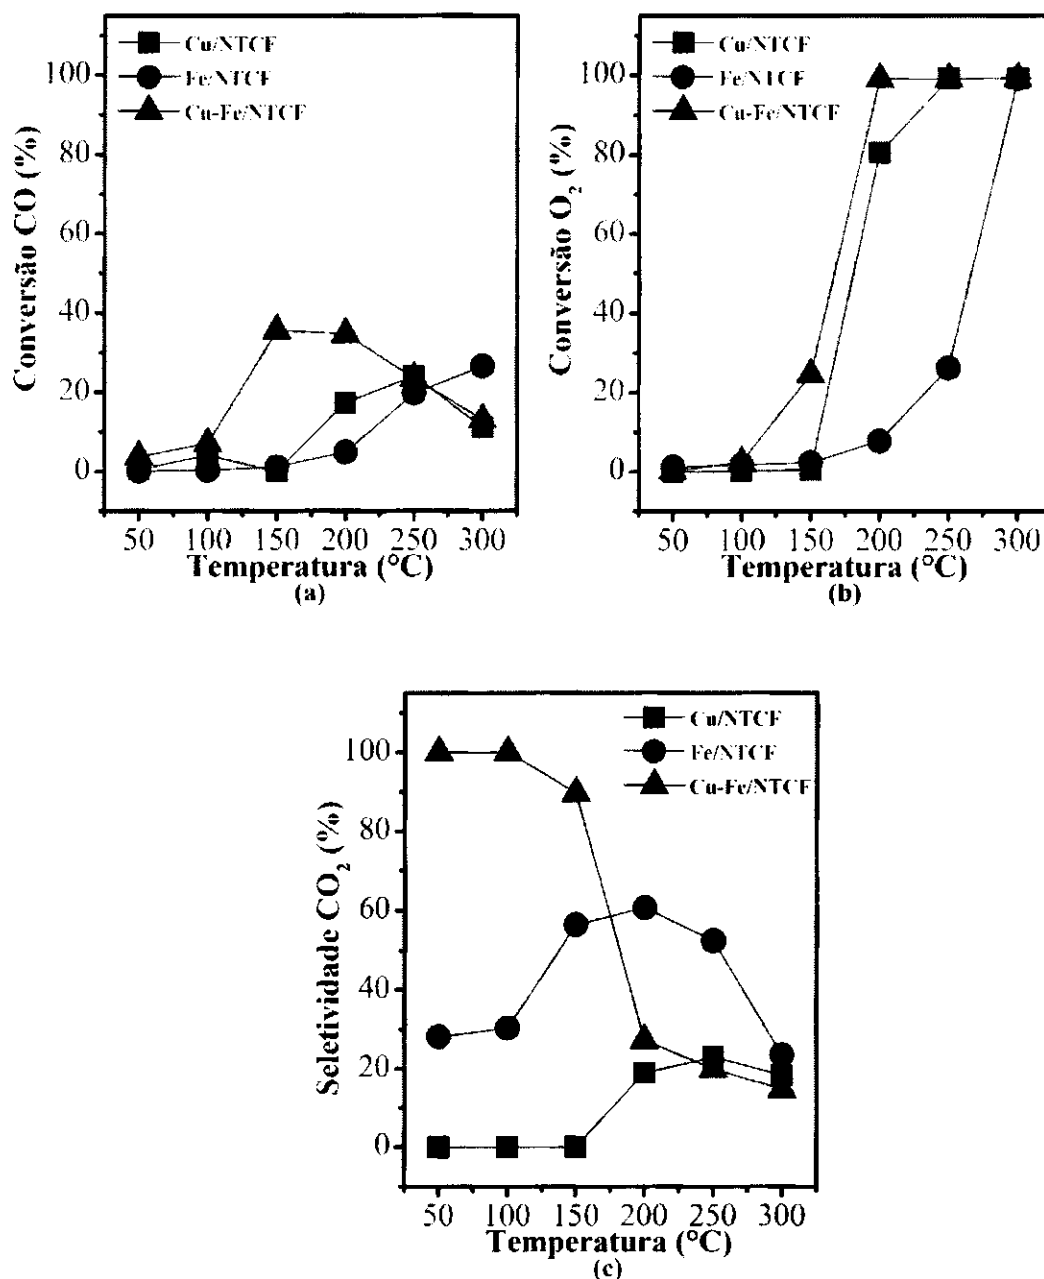 Cu/NTCF
Fe/NTCF
Cu-Fe/NTCF
100
80
60
40
20
0
Conversão CO (%)
50 100 150 200 250 300
Temperatura (°C)
(a)
Cu/NTCF
Fe/NTCF
Cu-Fe/NTCF
100
80
60
40
20
0
Conversão O₂ (%)
50 100 150 200 250 300
Temperatura (°C)
(b)
Cu/NTCF
Fe/NTCF
Cu-Fe/NTCF
100
80
60
40
20
0
Seletividade CO₂ (%)
50 100 150 200 250 300
Temperatura (°C)
(c)